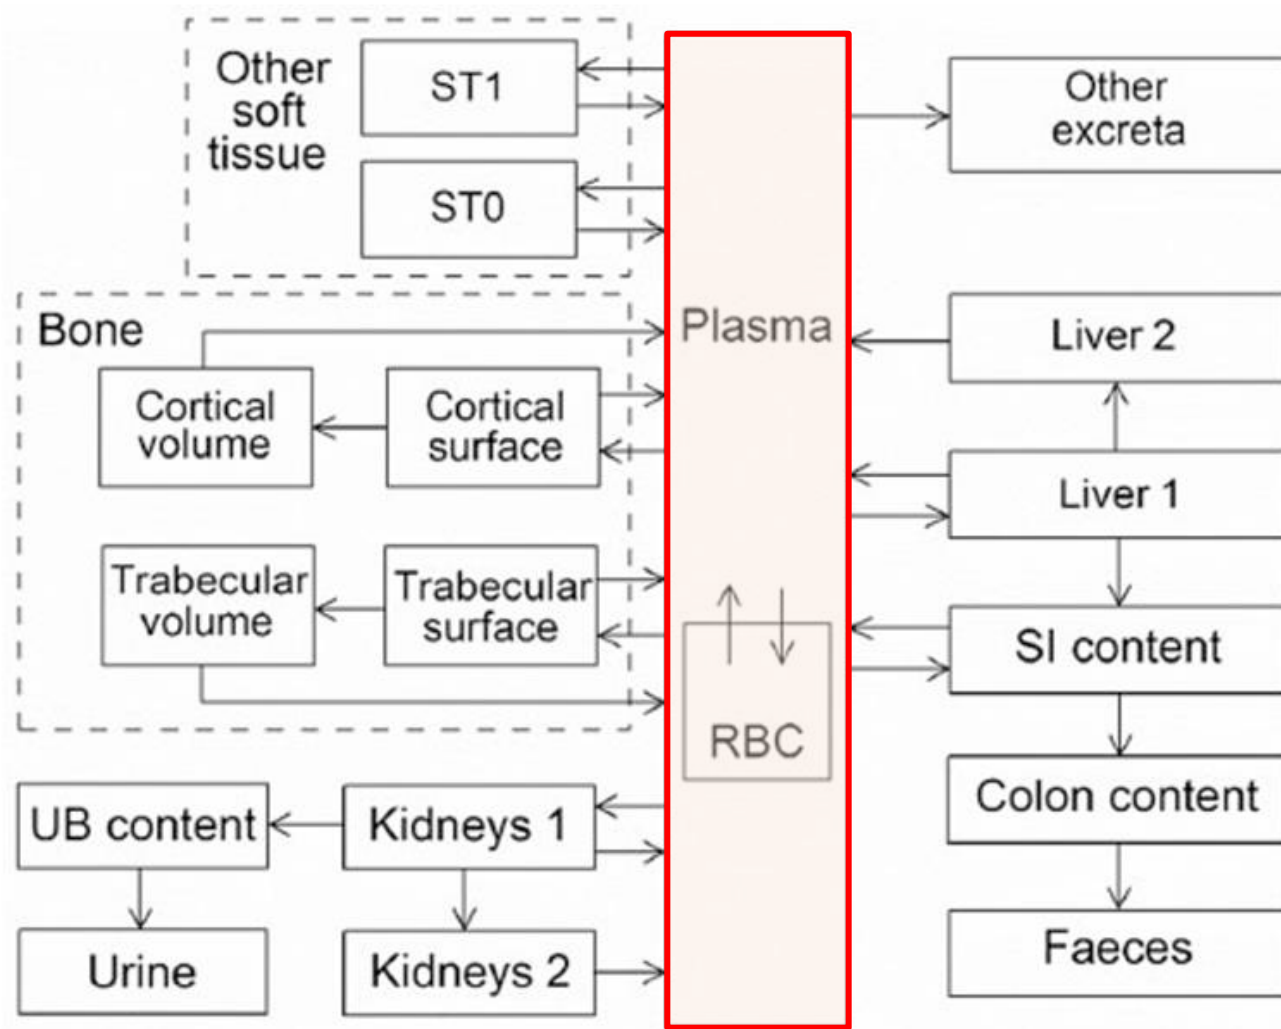 Other
soft
tissue
ST1
ST0
Bone
Cortical
volume
Cortical
surface
Trabecular
volume
Trabecular
surface
UB content
Kidneys 1
Urine
Kidneys 2
Plasma
RBC
Other
excreta
Liver 2
Liver 1
SI content
Colon content
Faeces